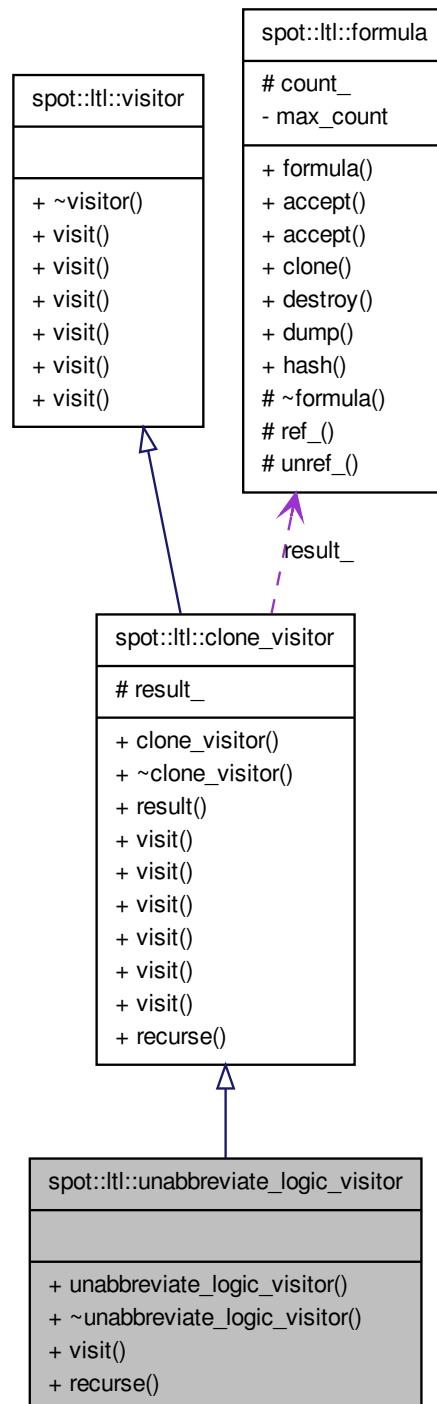 spot::ltl::formula
# count_
- max_count
+ formula()
+ accept()
+ accept()
+ clone()
+ destroy()
+ dump()
+ hash()
# ~formula()
# ref_()
# unref_()
spot::ltl::visitor
+ ~visitor()
+ visit()
+ visit()
+ visit()
+ visit()
+ visit()
+ visit()
result_
spot::ltl::clone_visitor
# result_
+ clone_visitor()
+ ~clone_visitor()
+ result()
+ visit()
+ visit()
+ visit()
+ visit()
+ visit()
+ visit()
+ recurse()
spot::ltl::unabbreviate_logic_visitor
+ unabbreviate_logic_visitor()
+ ~unabbreviate_logic_visitor()
+ visit()
+ recurse()